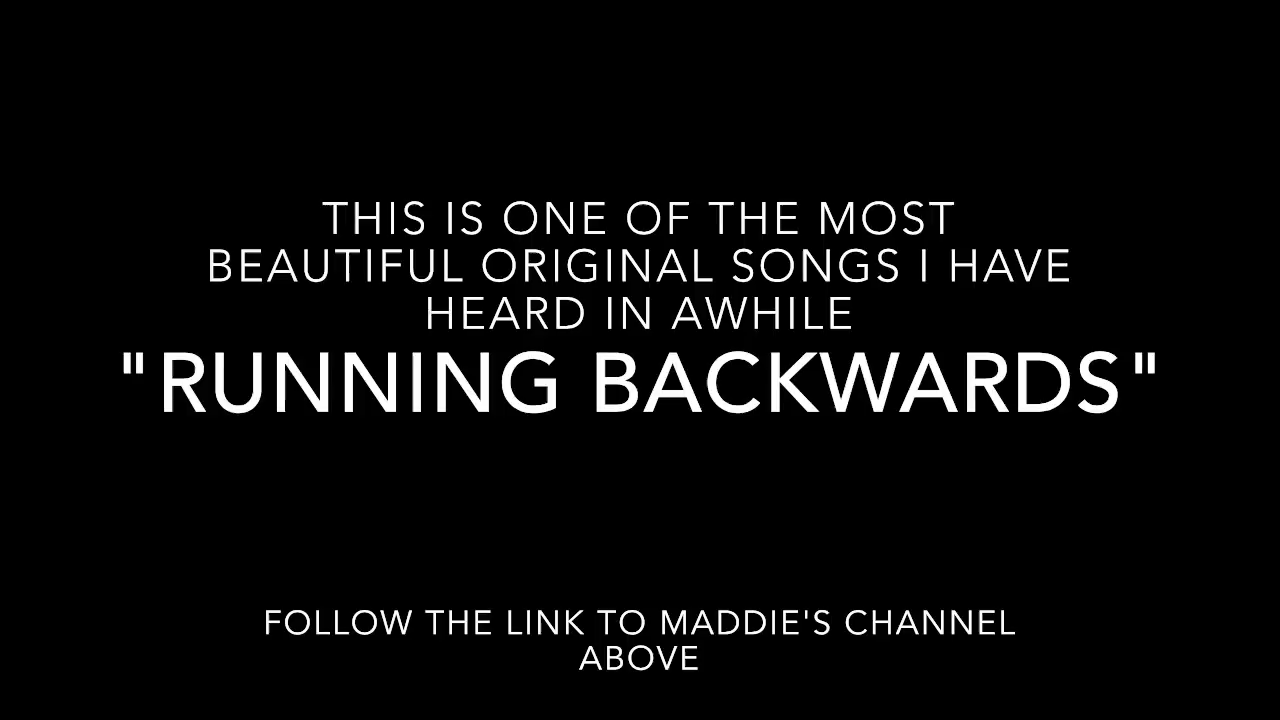 THIS IS ONE OF THE MOST
BEAUTIFUL ORIGINAL SONGS I HAVE
HEARD IN AWHILE
"RUNNING BACKWARDS"
FOLLOW THE LINK TO MADDIE'S CHANNEL
ABOVE